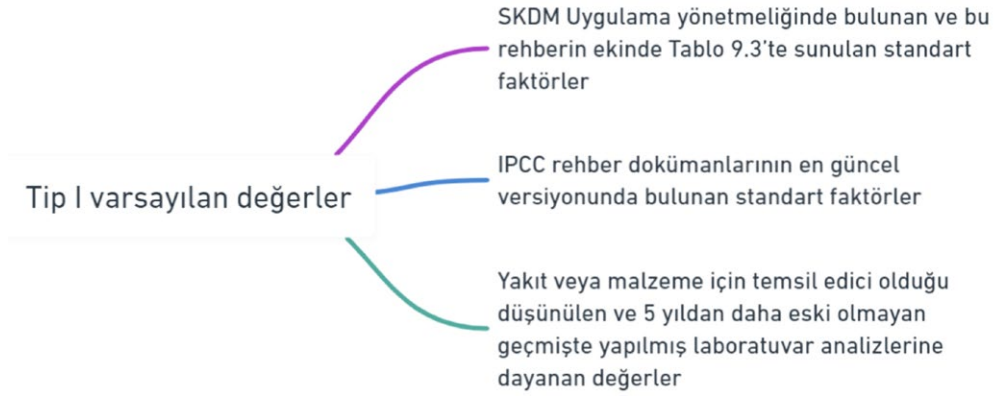 SKDM Uygulama yönetmeliğinde bulunan ve bu
rehberin ekinde Tablo 9.3'te sunulan standart
faktörler
Tip I varsayılan değerler
IPCC rehber dokümanlarının en güncel
versiyonunda bulunan standart faktörler
Yakıt veya malzeme için temsil edici olduğu
düşünülen ve 5 yıldan daha eski olmayan
geçmişte yapılmış laboratuvar analizlerine
dayanan değerler